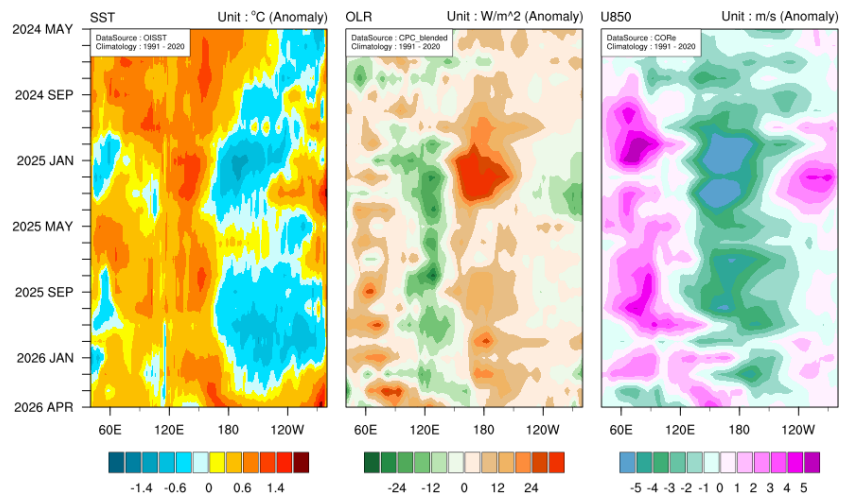 SST Unit : °C (Anomaly)
OLR Unit : W/m^2 (Anomaly)
U850 Unit : m/s (Anomaly)
DataSource : OISST
Climatology : 1991 - 2020
DataSource : CPC_blended
Climatology : 1991 - 2020
DataSource : CORe
Climatology : 1991 - 2020
2024 MAY
2024 SEP
2025 JAN
2025 MAY
2025 SEP
2026 JAN
2026 APR
60E 120E 180 120W
60E 120E 180 120W
60E 120E 180 120W
-1.4 -0.6 0 0.6 1.4
-24 -12 0 12 24
-5 -4 -3 -2 -1 0 1 2 3 4 5